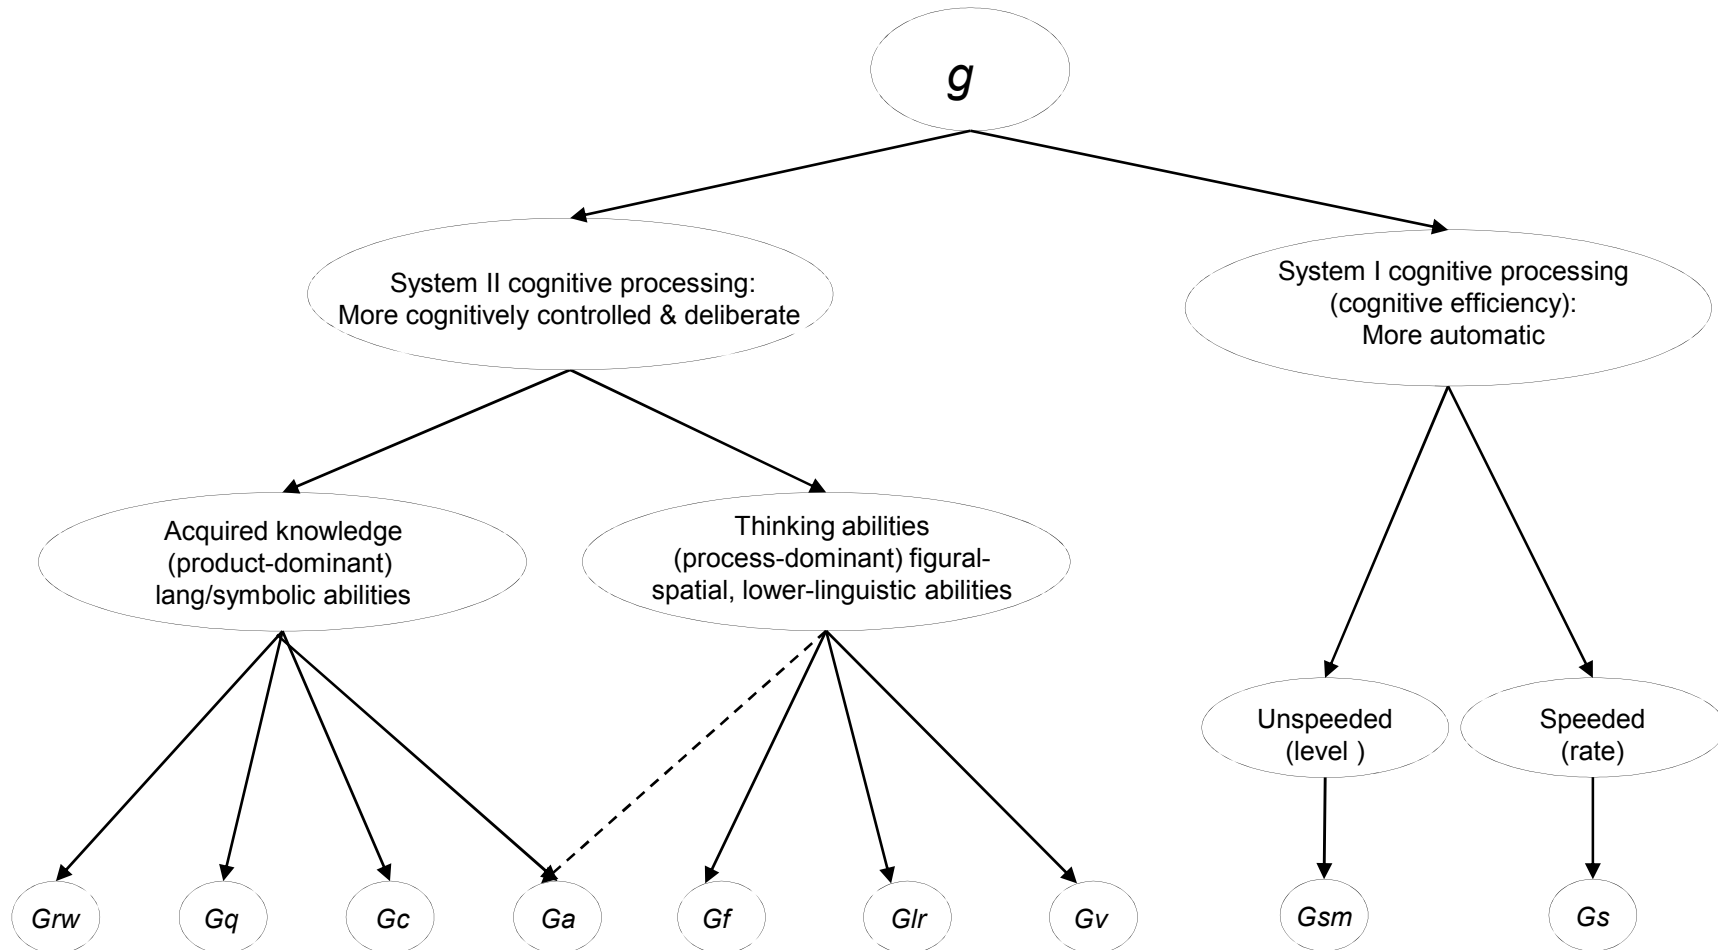 g
System II cognitive processing:
More cognitively controlled & deliberate
System I cognitive processing
(cognitive efficiency):
More automatic
Acquired knowledge
(product-dominant)
lang/symbolic abilities
Thinking abilities
(process-dominant) figural-
spatial, lower-linguistic abilities
Unspeeded
(level )
Speeded
(rate)
Grw
Gq
Gc
Ga
Gf
Glr
Gv
Gsm
Gs